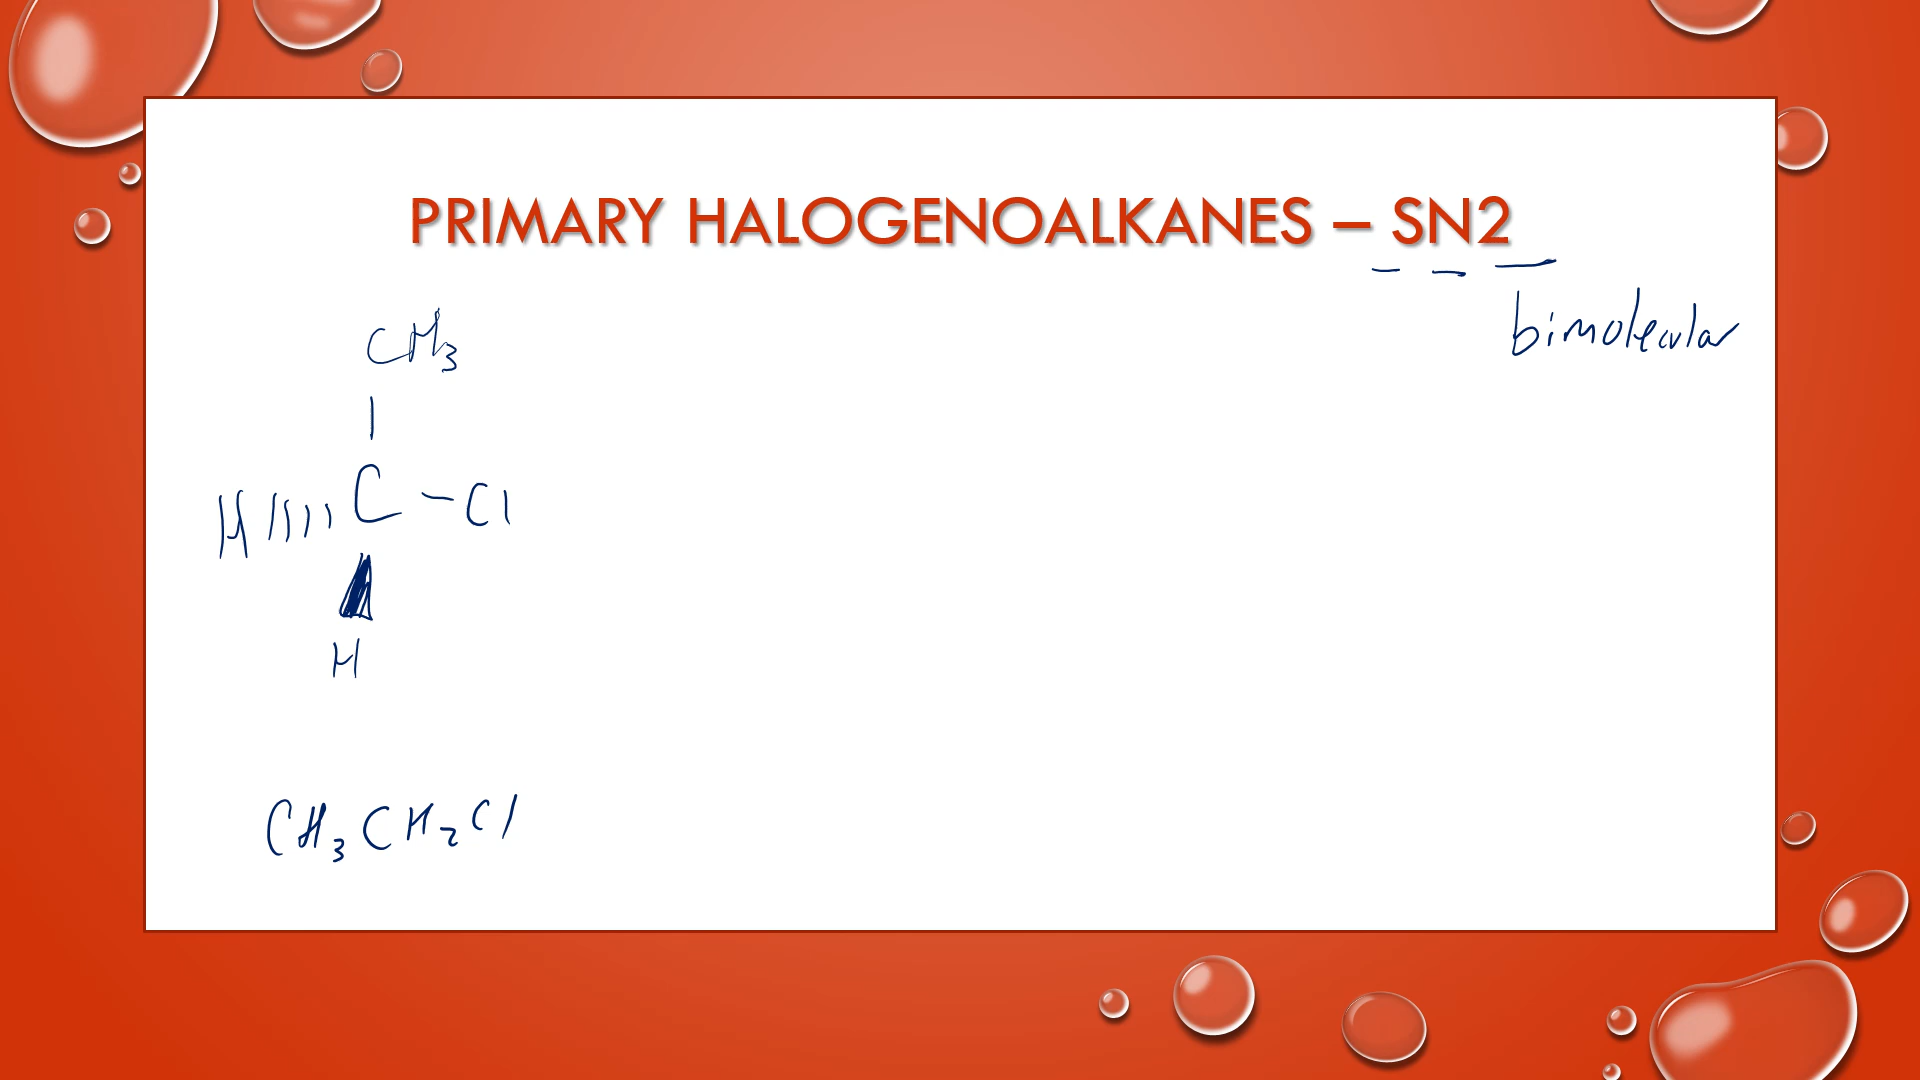 PRIMARY HALOGENOALKANES – SN2
bimolecular
CH3
C – Cl
H
H
CH3CH2Cl